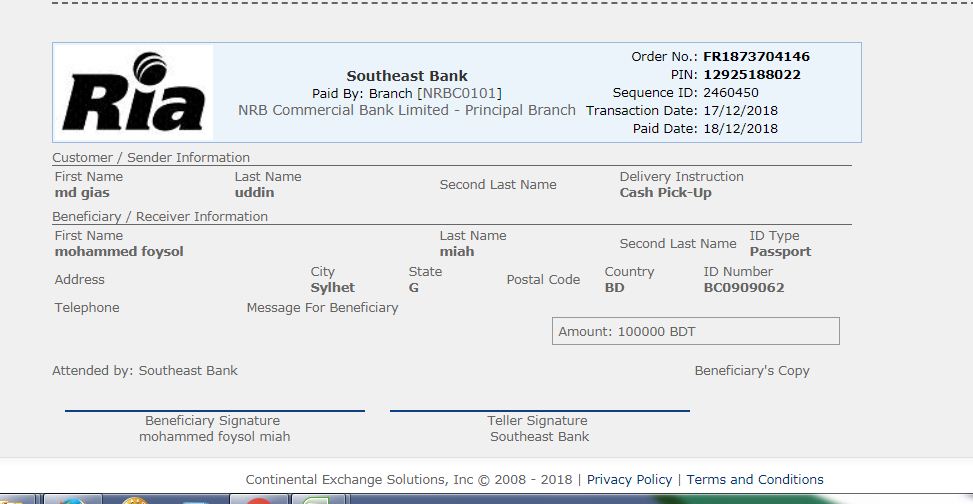 Ria
Southeast Bank
Paid By: Branch [NRBC0101]
NRB Commercial Bank Limited - Principal Branch
Order No.: FR1873704146
PIN: 12925188022
Sequence ID: 2460450
Transaction Date: 17/12/2018
Paid Date: 18/12/2018
Customer / Sender Information
First Name Last Name Second Last Name Delivery Instruction
md gias uddin Cash Pick-Up
Beneficiary / Receiver Information
First Name Last Name Second Last Name ID Type
mohammed foysol miah Passport
Address City State Postal Code Country ID Number
Sylhet G BD BC0909062
Telephone Message For Beneficiary
Amount: 100000 BDT
Attended by: Southeast Bank Beneficiary's Copy
Beneficiary Signature Teller Signature
mohammed foysol miah Southeast Bank
Continental Exchange Solutions, Inc © 2008 - 2018 | Privacy Policy | Terms and Conditions